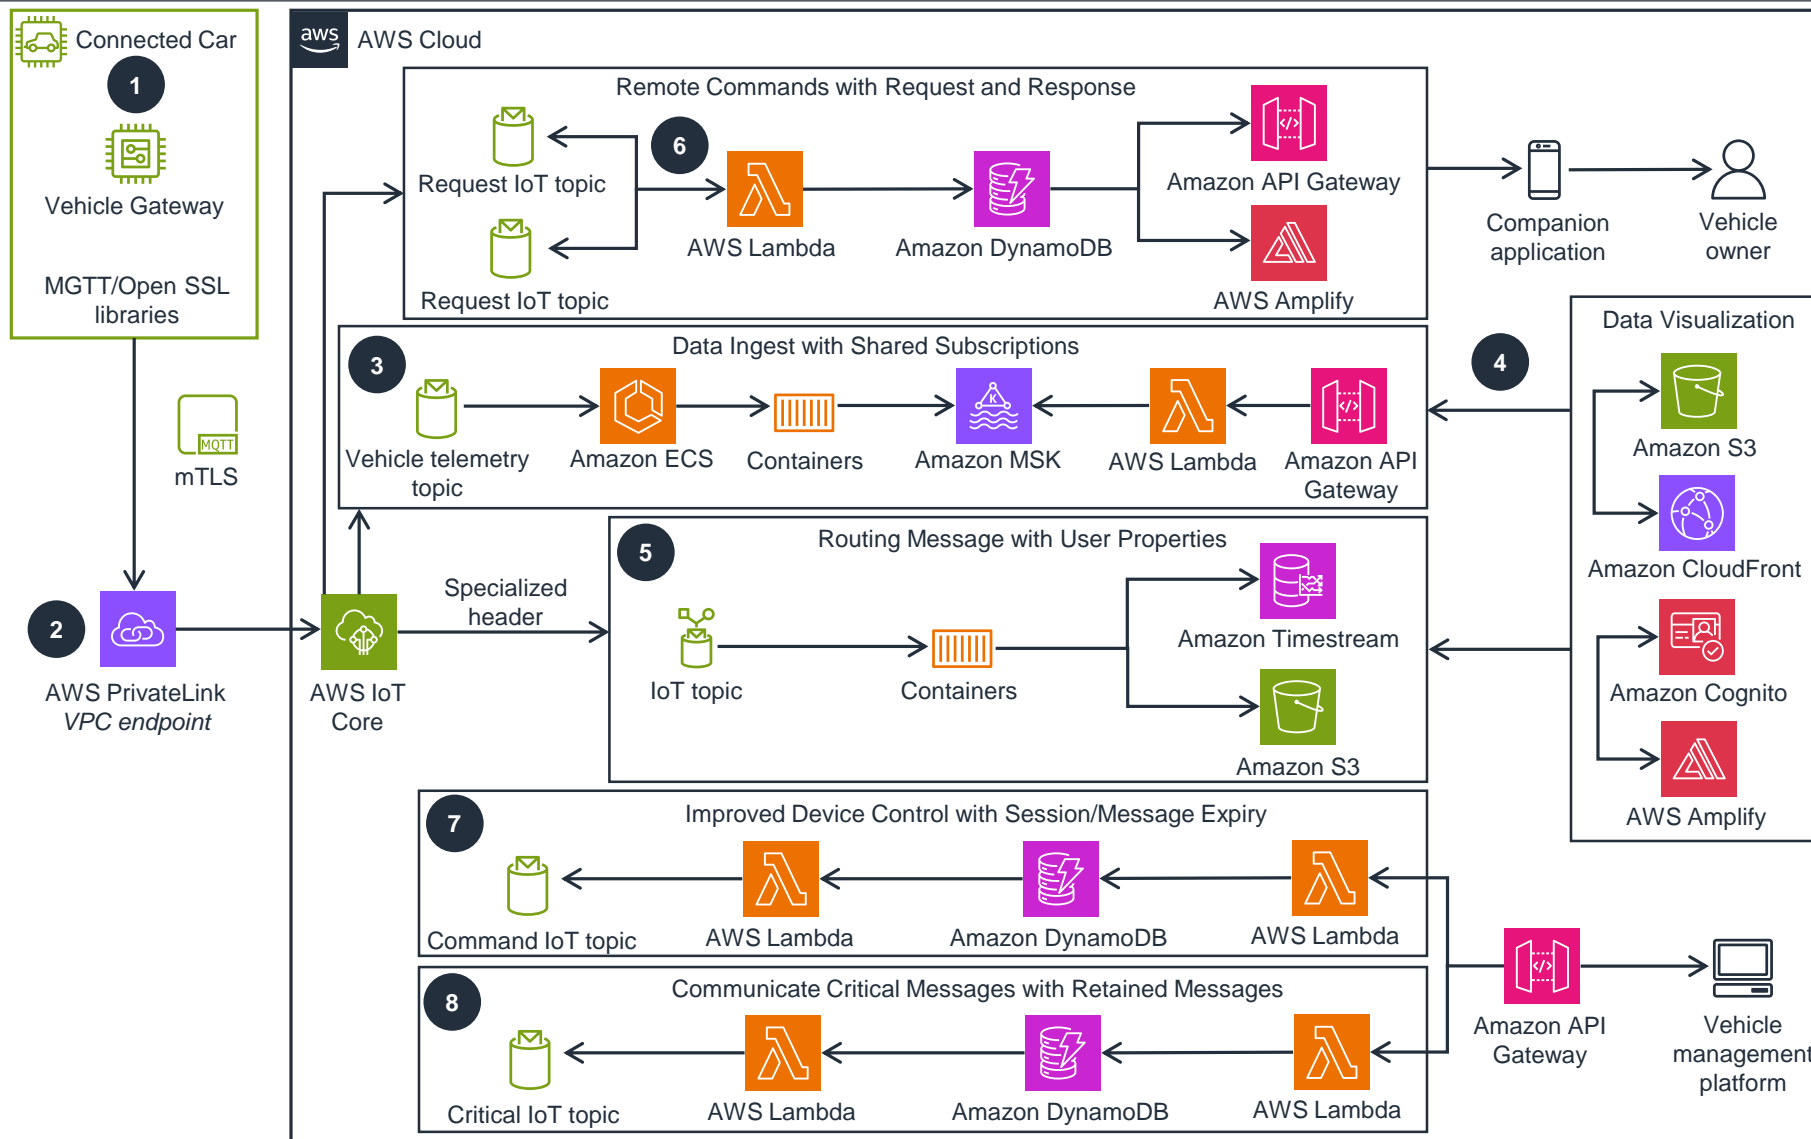 Connected Car
1
Vehicle Gateway
MGTT/Open SSL
libraries
MQTT
mTLS
2
AWS PrivateLink
VPC endpoint
aws
AWS Cloud
AWS IoT
Core
Specialized
header
Remote Commands with Request and Response
6
Request IoT topic
Request IoT topic
AWS Lambda
Amazon DynamoDB
Amazon API Gateway
AWS Amplify
Companion
application
Vehicle
owner
3
Data Ingest with Shared Subscriptions
Vehicle telemetry
topic
Amazon ECS
Containers
K
Amazon MSK
AWS Lambda
Amazon API
Gateway
4
Data Visualization
Amazon S3
Amazon CloudFront
Amazon Cognito
AWS Amplify
5
Routing Message with User Properties
IoT topic
Containers
Amazon Timestream
Amazon S3
7
Improved Device Control with Session/Message Expiry
Command IoT topic
AWS Lambda
Amazon DynamoDB
AWS Lambda
8
Communicate Critical Messages with Retained Messages
Critical IoT topic
AWS Lambda
Amazon DynamoDB
AWS Lambda
Amazon API
Gateway
Vehicle
management
platform